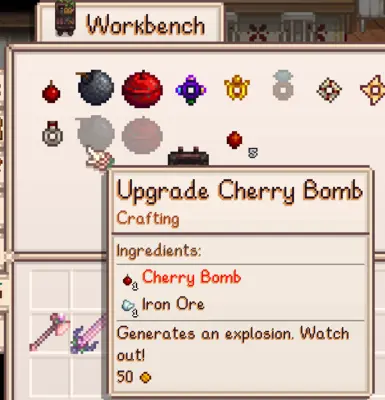 Workbench
Upgrade Cherry Bomb
Crafting
Ingredients:
Cherry Bomb
Iron Ore
Generates an explosion. Watch
out!
50